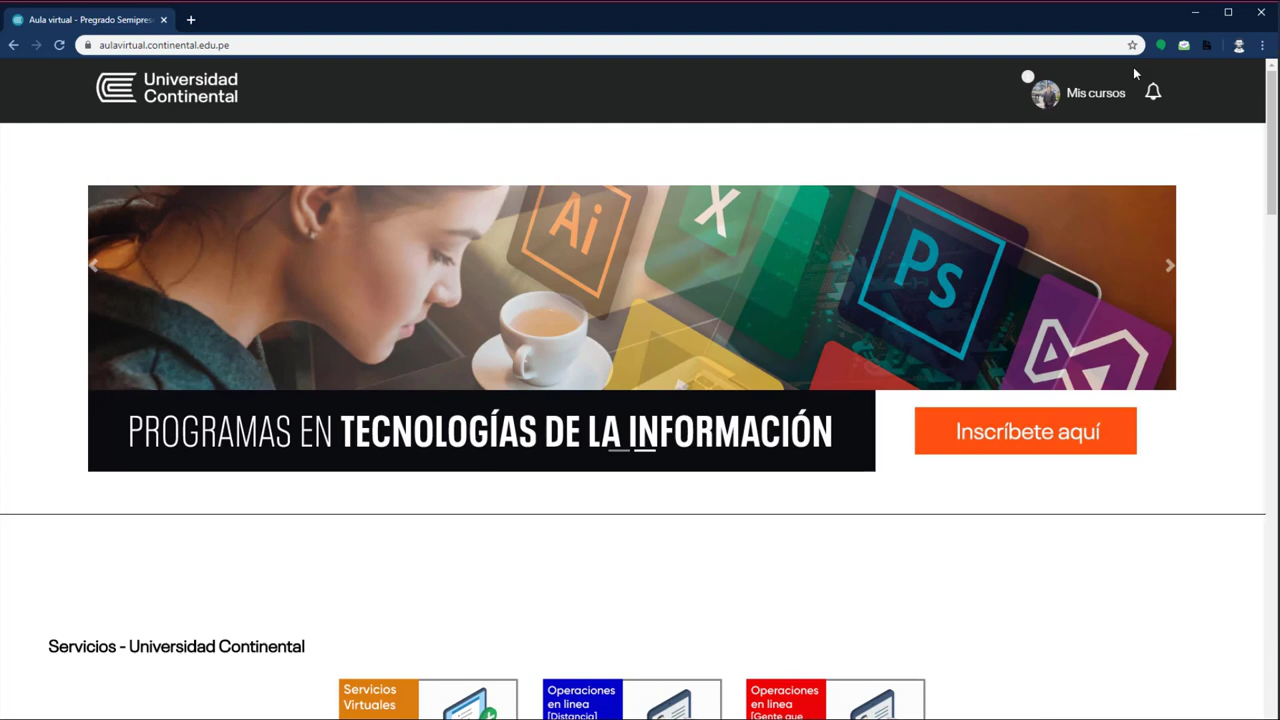 Aula virtual - Pregrado Semipres
aulavirtual.continental.edu.pe
Universidad
Continental
Mis cursos
Ai
X
Ps
PROGRAMAS EN TECNOLOGÍAS DE LA INFORMACIÓN
Inscríbete aquí
Servicios - Universidad Continental
Servicios
Virtuales
Operaciones
en linea
[Distancia]
Operaciones
en linea
[Gente que